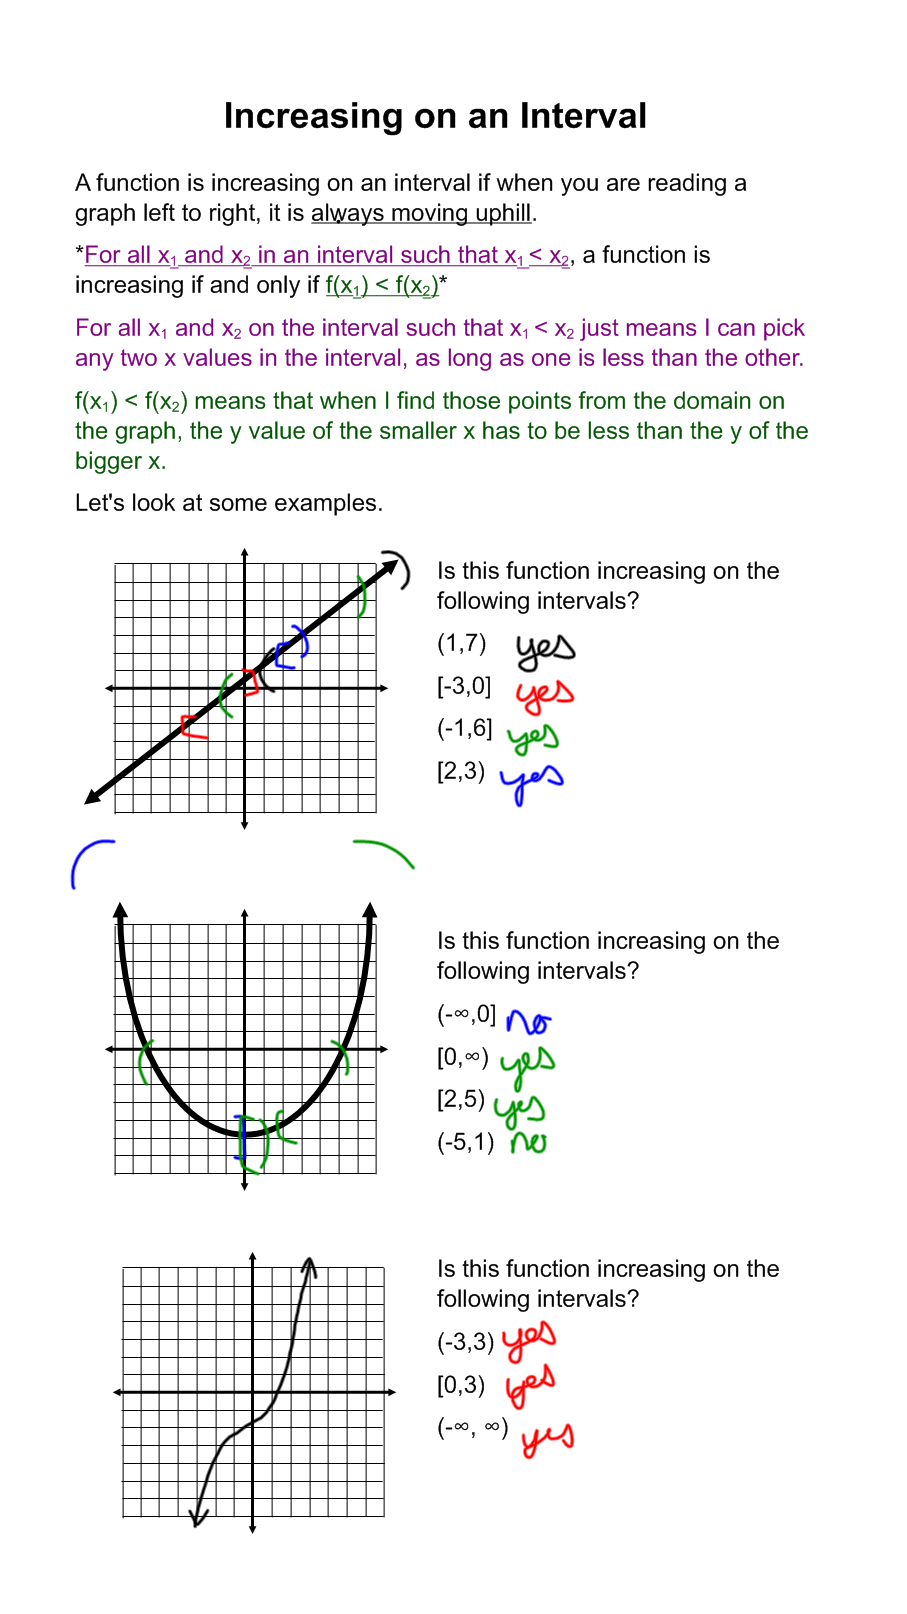 Increasing on an Interval
A function is increasing on an interval if when you are reading a
graph left to right, it is always moving uphill.
*For all x₁ and x₂ in an interval such that x₁ < x₂, a function is
increasing if and only if f(x₁) < f(x₂)*
For all x₁ and x₂ on the interval such that x₁ < x₂ just means I can pick
any two x values in the interval, as long as one is less than the other.
f(x₁) < f(x₂) means that when I find those points from the domain on
the graph, the y value of the smaller x has to be less than the y of the
bigger x.
Let's look at some examples.
Is this function increasing on the
following intervals?
(1,7) yes
[-3,0] yes
(-1,6] yes
[2,3) yes
Is this function increasing on the
following intervals?
(-∞,0] no
[0,∞) yes
[2,5) yes
(-5,1) no
Is this function increasing on the
following intervals?
(-3,3) yes
[0,3) yes
(-∞, ∞) yes